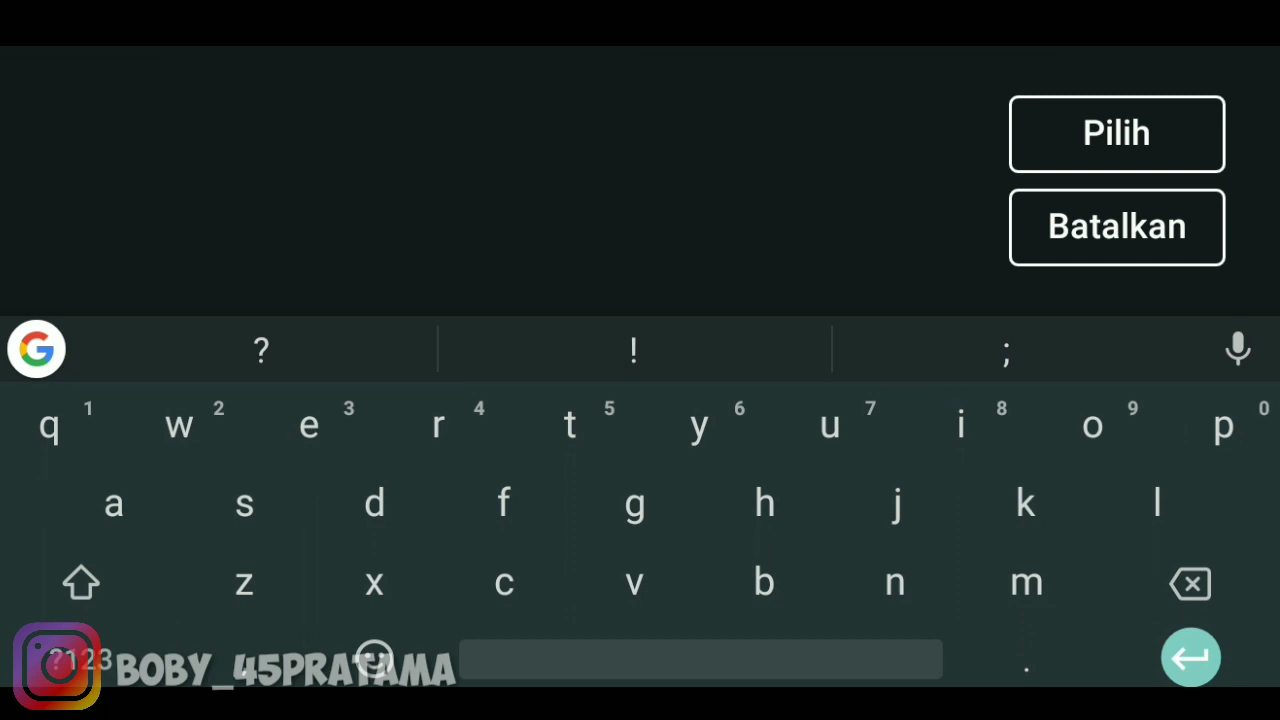 Pilih
Batalkan
? ! ;
q 1 w 2 e 3 r 4 t 5 y 6 u 7 i 8 o 9 p 0
a s d f g h j k l
z x c v b n m
?123 , .
BOBY_45PRATAMA